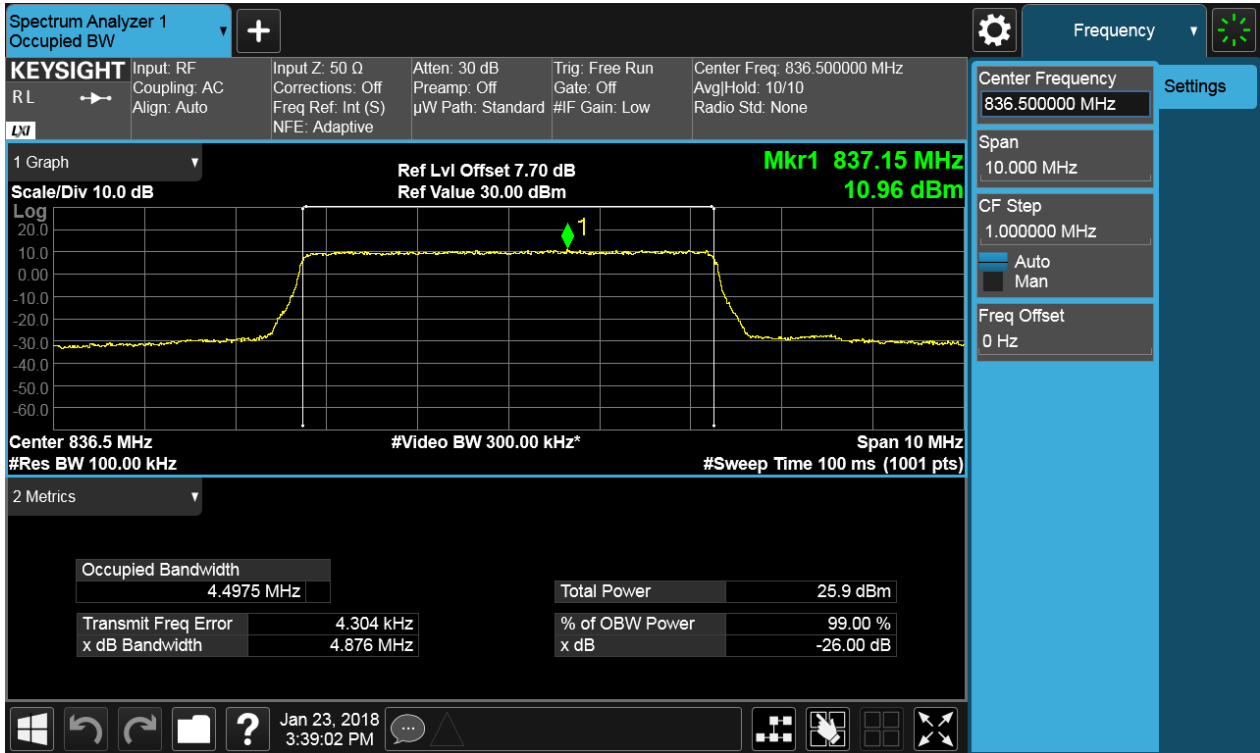 Spectrum Analyzer 1
Occupied BW
+
Frequency
KEYSIGHT
RL
LXI
Input: RF
Coupling: AC
Align: Auto
Input Z: 50 Ω
Corrections: Off
Freq Ref: Int (S)
NFE: Adaptive
Atten: 30 dB
Preamp: Off
µW Path: Standard
Trig: Free Run
Gate: Off
#IF Gain: Low
Center Freq: 836.500000 MHz
Avg|Hold: 10/10
Radio Std: None
Center Frequency
836.500000 MHz
Settings
Span
10.000 MHz
CF Step
1.000000 MHz
Auto
Man
Freq Offset
0 Hz
1 Graph
Scale/Div 10.0 dB
Ref Lvl Offset 7.70 dB
Ref Value 30.00 dBm
Mkr1 837.15 MHz
10.96 dBm
Log
20.0
10.0
0.00
-10.0
-20.0
-30.0
-40.0
-50.0
-60.0
1
Center 836.5 MHz
#Video BW 300.00 kHz*
Span 10 MHz
#Res BW 100.00 kHz
#Sweep Time 100 ms (1001 pts)
2 Metrics
Occupied Bandwidth
4.4975 MHz
Total Power 25.9 dBm
Transmit Freq Error 4.304 kHz
% of OBW Power 99.00 %
x dB Bandwidth 4.876 MHz
x dB -26.00 dB
?
Jan 23, 2018
3:39:02 PM